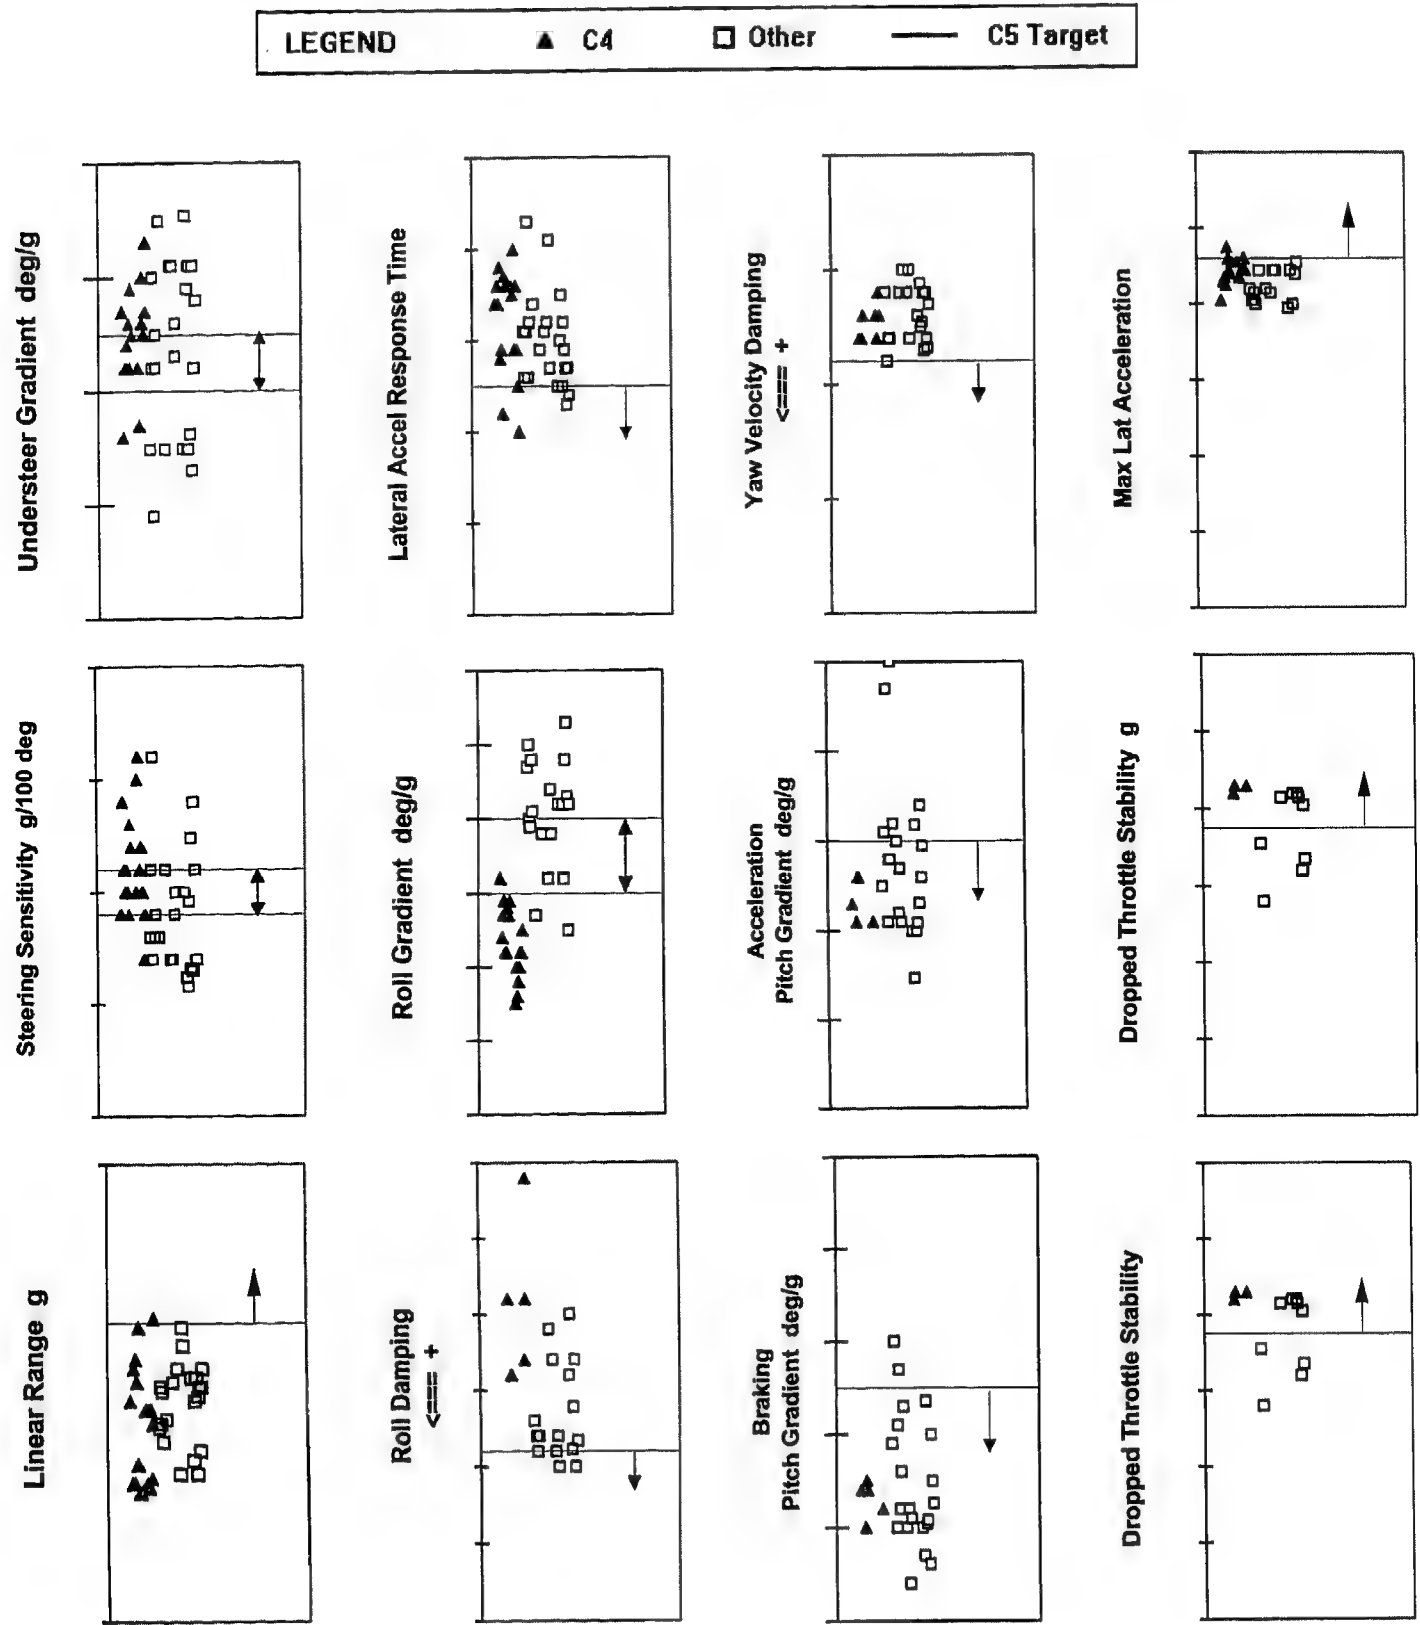 LEGEND C4 Other C5 Target
Understeer Gradient deg/g
Lateral Accel Response Time
Yaw Velocity Damping
<=== +
Max Lat Acceleration
Steering Sensitivity g/100 deg
Roll Gradient deg/g
Acceleration
Pitch Gradient deg/g
Dropped Throttle Stability g
Linear Range g
Roll Damping
<=== +
Braking
Pitch Gradient deg/g
Dropped Throttle Stability